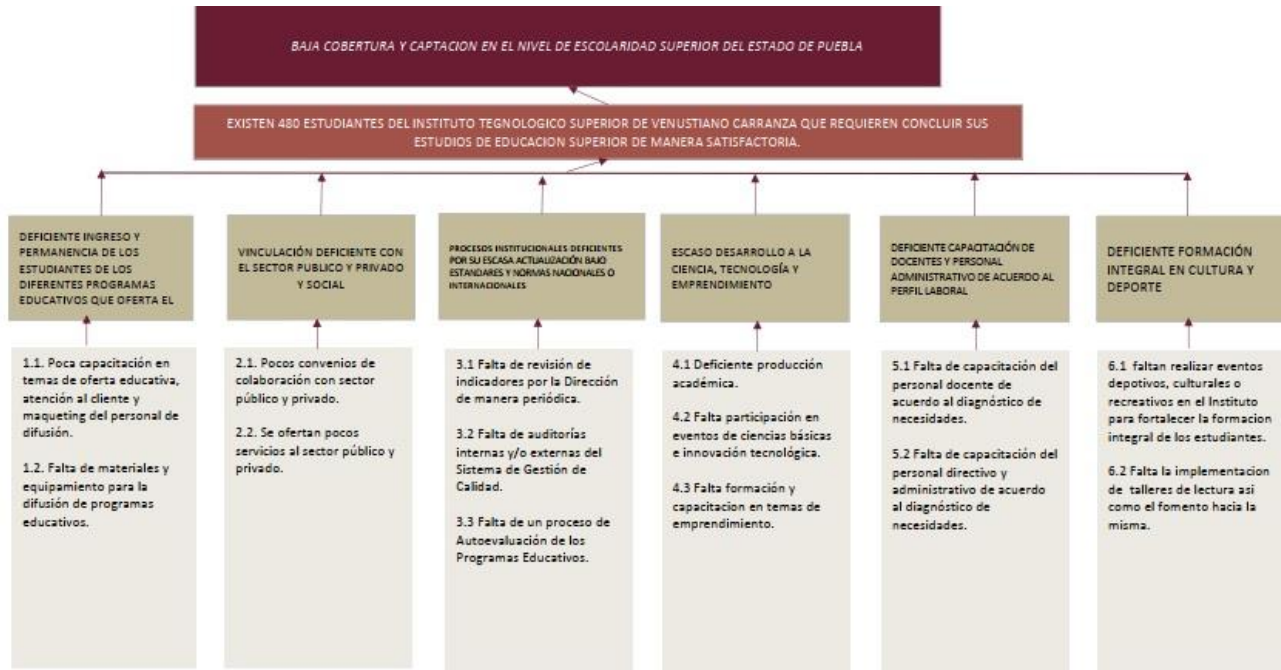 BAJA COBERTURA Y CAPTACION EN EL NIVEL DE ESCOLARIDAD SUPERIOR DEL ESTADO DE PUEBLA
EXISTEN 480 ESTUDIANTES DEL INSTITUTO TEGNOLOGICO SUPERIOR DE VENUSTIANO CARRANZA QUE REQUIEREN CONCLUIR SUS
ESTUDIOS DE EDUCACION SUPERIOR DE MANERA SATISFACTORIA.
DEFICIENTE INGRESO Y
PERMANENCIA DE LOS
ESTUDIANTES DE LOS
DIFERENTES PROGRAMAS
EDUCATIVOS QUE OFERTA EL
1.1. Poca capacitación en
temas de oferta educativa,
atención al cliente y
maqueting del personal de
difusión.
1.2. Falta de materiales y
equipamiento para la
difusión de programas
educativos.
VINCULACIÓN DEFICIENTE CON
EL SECTOR PUBLICO Y PRIVADO
Y SOCIAL
2.1. Pocos convenios de
colaboración con sector
público y privado.
2.2. Se ofertan pocos
servicios al sector público y
privado.
PROCESOS INSTITUCIONALES DEFICIENTES
POR SU ESCASA ACTUALIZACIÓN BAJO
ESTANDARES Y NORMAS NACIONALES O
INTERNACIONALES
3.1 Falta de revisión de
indicadores por la Dirección
de manera periódica.
3.2 Falta de auditorías
internas y/o externas del
Sistema de Gestión de
Calidad.
3.3 Falta de un proceso de
Autoevaluación de los
Programas Educativos.
ESCASO DESARROLLO A LA
CIENCIA, TECNOLOGÍA Y
EMPRENDIMIENTO
4.1 Deficiente producción
académica.
4.2 Falta participación en
eventos de ciencias básicas
e innovación tecnológica.
4.3 Falta formación y
capacitacion en temas de
emprendimiento.
DEFICIENTE CAPACITACIÓN DE
DOCENTES Y PERSONAL
ADMINISTRATIVO DE ACUERDO AL
PERFIL LABORAL
5.1 Falta de capacitación del
personal docente de
acuerdo al diagnóstico de
necesidades.
5.2 Falta de capacitación del
personal directivo y
administrativo de acuerdo
al diagnóstico de
necesidades.
DEFICIENTE FORMACIÓN
INTEGRAL EN CULTURA Y
DEPORTE
6.1 faltan realizar eventos
depotivos, culturales o
recreativos en el Instituto
para fortalecer la formacion
integral de los estudiantes.
6.2 Falta la implementacion
de talleres de lectura asi
como el fomento hacia la
misma.